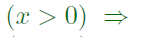 (x > 0) ⇒